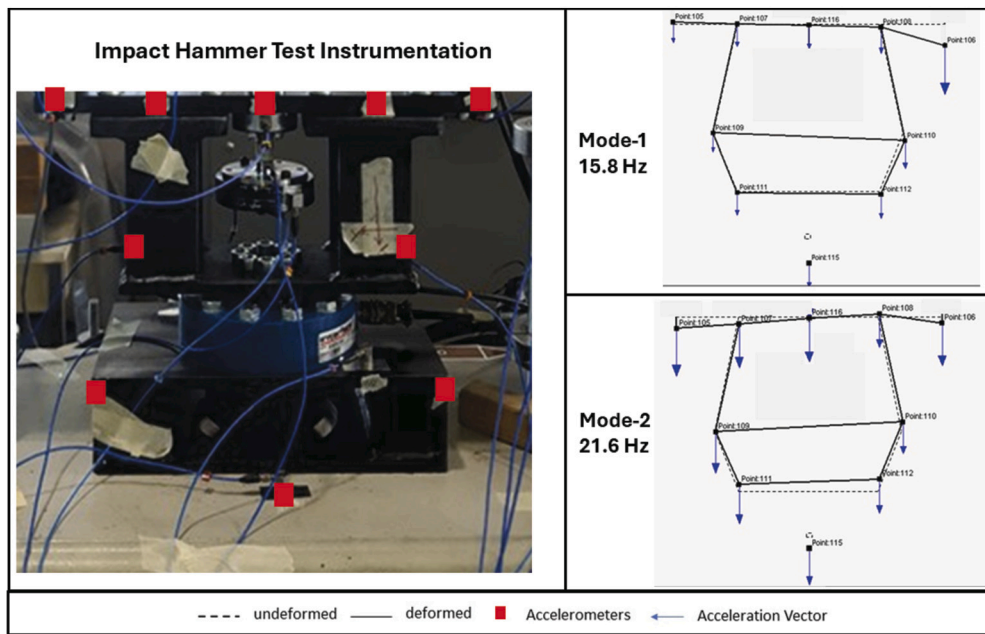 Impact Hammer Test Instrumentation
Mode-1
15.8 Hz
Point:105
Point:107
Point:116
Point:108
Point:106
Point:109
Point:110
Point:111
Point:112
Point:115
Mode-2
21.6 Hz
Point:105
Point:107
Point:116
Point:108
Point:106
Point:109
Point:110
Point:111
Point:112
Point:115
undeformed
deformed
Accelerometers
Acceleration Vector